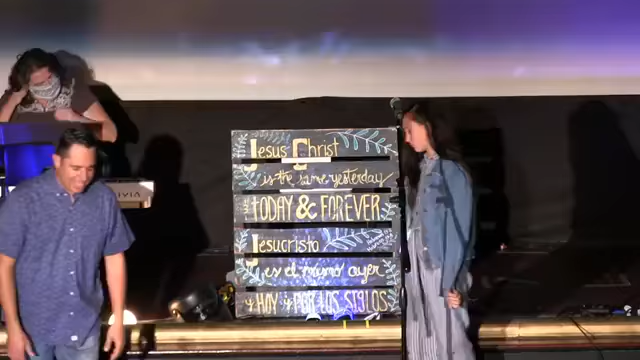 Jesus Christ
is the same yesterday
TODAY & FOREVER
Jesucristo
es el mismo ayer
y HOY y POR LOS SIGLOS